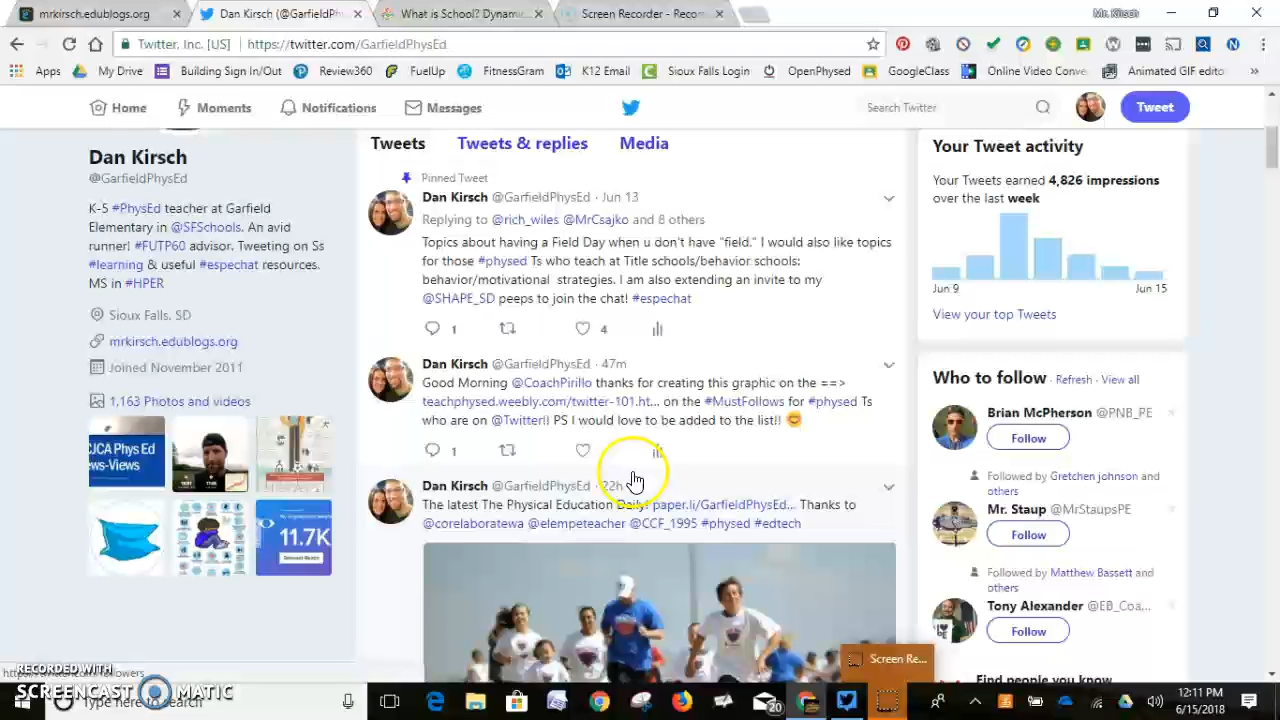 mrkirsch.edublogs.org
Dan Kirsch (@GarfieldPh
What is School? Dynami
Screen Recorder - Recor
Mr. Kirsch
Twitter, Inc. [US] https://twitter.com/GarfieldPhysEd
Apps My Drive Building Sign In/Out Review360 FuelUp FitnessGram K12 Email Sioux Falls Login OpenPhysed GoogleClass Online Video Conve Animated GIF edito »
Home Moments Notifications Messages Search Twitter Tweet
Dan Kirsch
@GarfieldPhysEd
K-5 #PhysEd teacher at Garfield
Elementary in @SFSchools. An avid
runner! #FUTP60 advisor. Tweeting on Ss
#learning & useful #espechat resources.
MS in #HPER
Sioux Falls, SD
mrkirsch.edublogs.org
Joined November 2011
1,163 Photos and videos
CJCA Phys Ed
ws-Views
11.7K
Tweets Tweets & replies Media
Pinned Tweet
Dan Kirsch @GarfieldPhysEd · Jun 13
Replying to @rich_wiles @MrCsajko and 8 others
Topics about having a Field Day when u don't have "field." I would also like topics
for those #physed Ts who teach at Title schools/behavior schools:
behavior/motivational strategies. I am also extending an invite to my
@SHAPE_SD peeps to join the chat! #espechat
1 4
Dan Kirsch @GarfieldPhysEd · 47m
Good Morning @CoachPirillo thanks for creating this graphic on the ==>
teachphysed.weebly.com/twitter-101.ht... on the #MustFollows for #physed Ts
who are on @Twitter!! PS I would love to be added to the list!!
1
Dan Kirsch @GarfieldPhysEd · 22h
The latest The Physical Education Daily! paper.li/GarfieldPhysEd... Thanks to
@corelaboratewa @elempeteacher @CCF_1995 #physed #edtech
Your Tweet activity
Your Tweets earned 4,826 impressions
over the last week
Jun 9 Jun 15
View your top Tweets
Who to follow · Refresh · View all
Brian McPherson @PNB_PE
Follow
Followed by Gretchen johnson and
others
Mr. Staup @MrStaupsPE
Follow
Followed by Matthew Bassett and
others
Tony Alexander @EB_Coa...
Follow
Find people you know
Screen Re...
RECORDED WITH
SCREENCAST MATIC
Type here to search
20
12:11 PM
6/15/2018